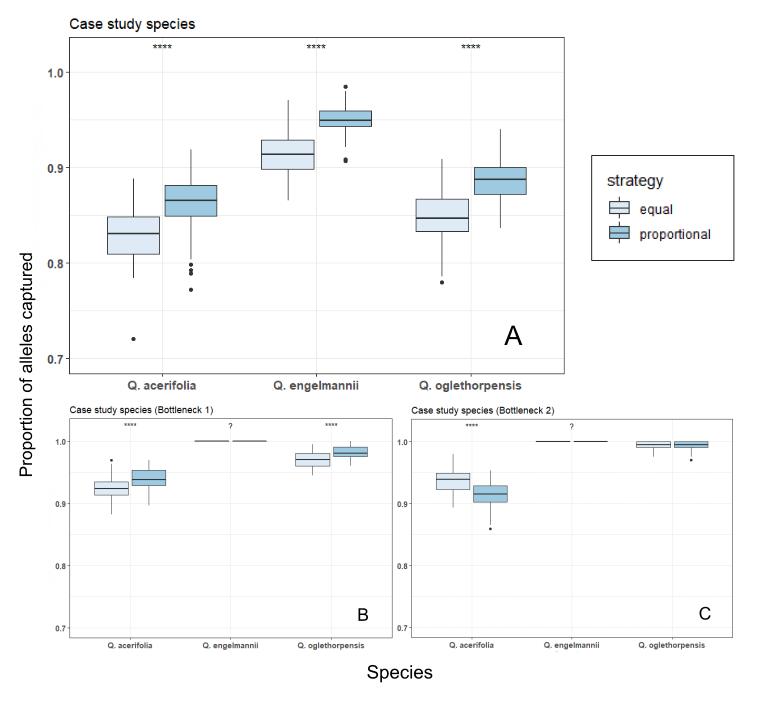 Case study species
**** **** ****
1.0
0.9
0.8
0.7
A
Q. acerifolia Q. engelmannii Q. oglethorpensis
strategy
equal
proportional
Proportion of alleles captured
Case study species (Bottleneck 1)
**** ? ****
1.0
0.9
0.8
0.7
B
Q. acerifolia Q. engelmannii Q. oglethorpensis
Case study species (Bottleneck 2)
**** ?
1.0
0.9
0.8
0.7
C
Q. acerifolia Q. engelmannii Q. oglethorpensis
Species